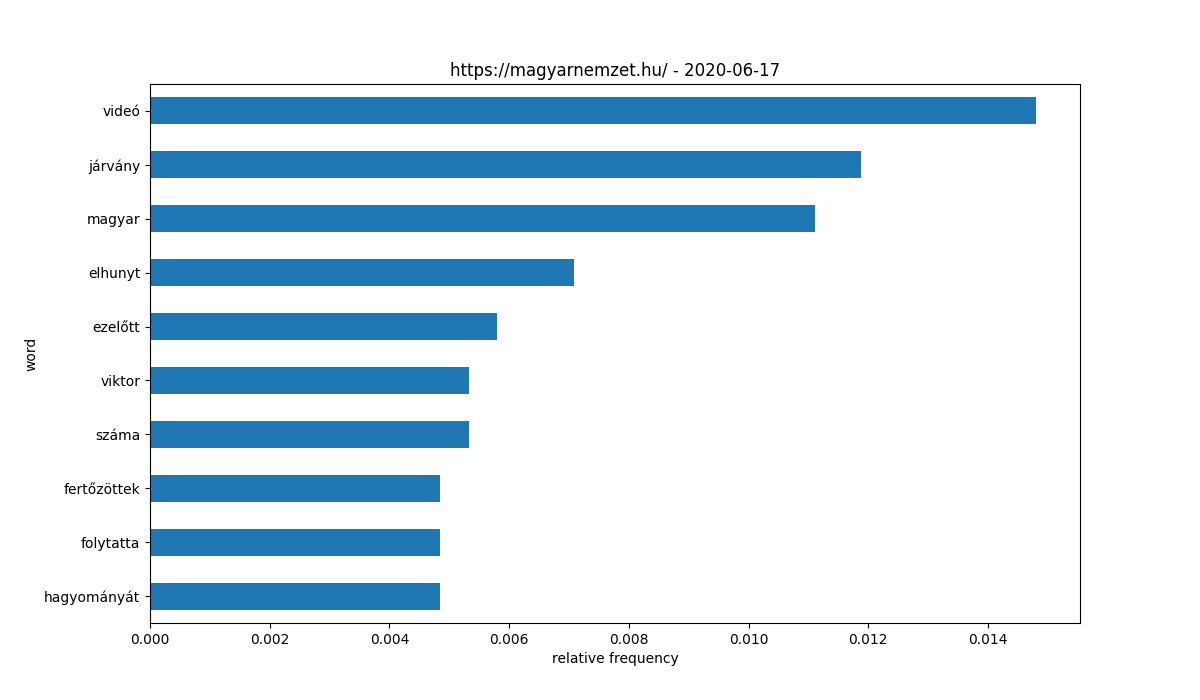 https://magyarnemzet.hu/ - 2020-06-17
videó
járvány
magyar
elhunyt
ezelőtt
viktor
száma
fertőzöttek
folytatta
hagyományát
word
0.000 0.002 0.004 0.006 0.008 0.010 0.012 0.014
relative frequency